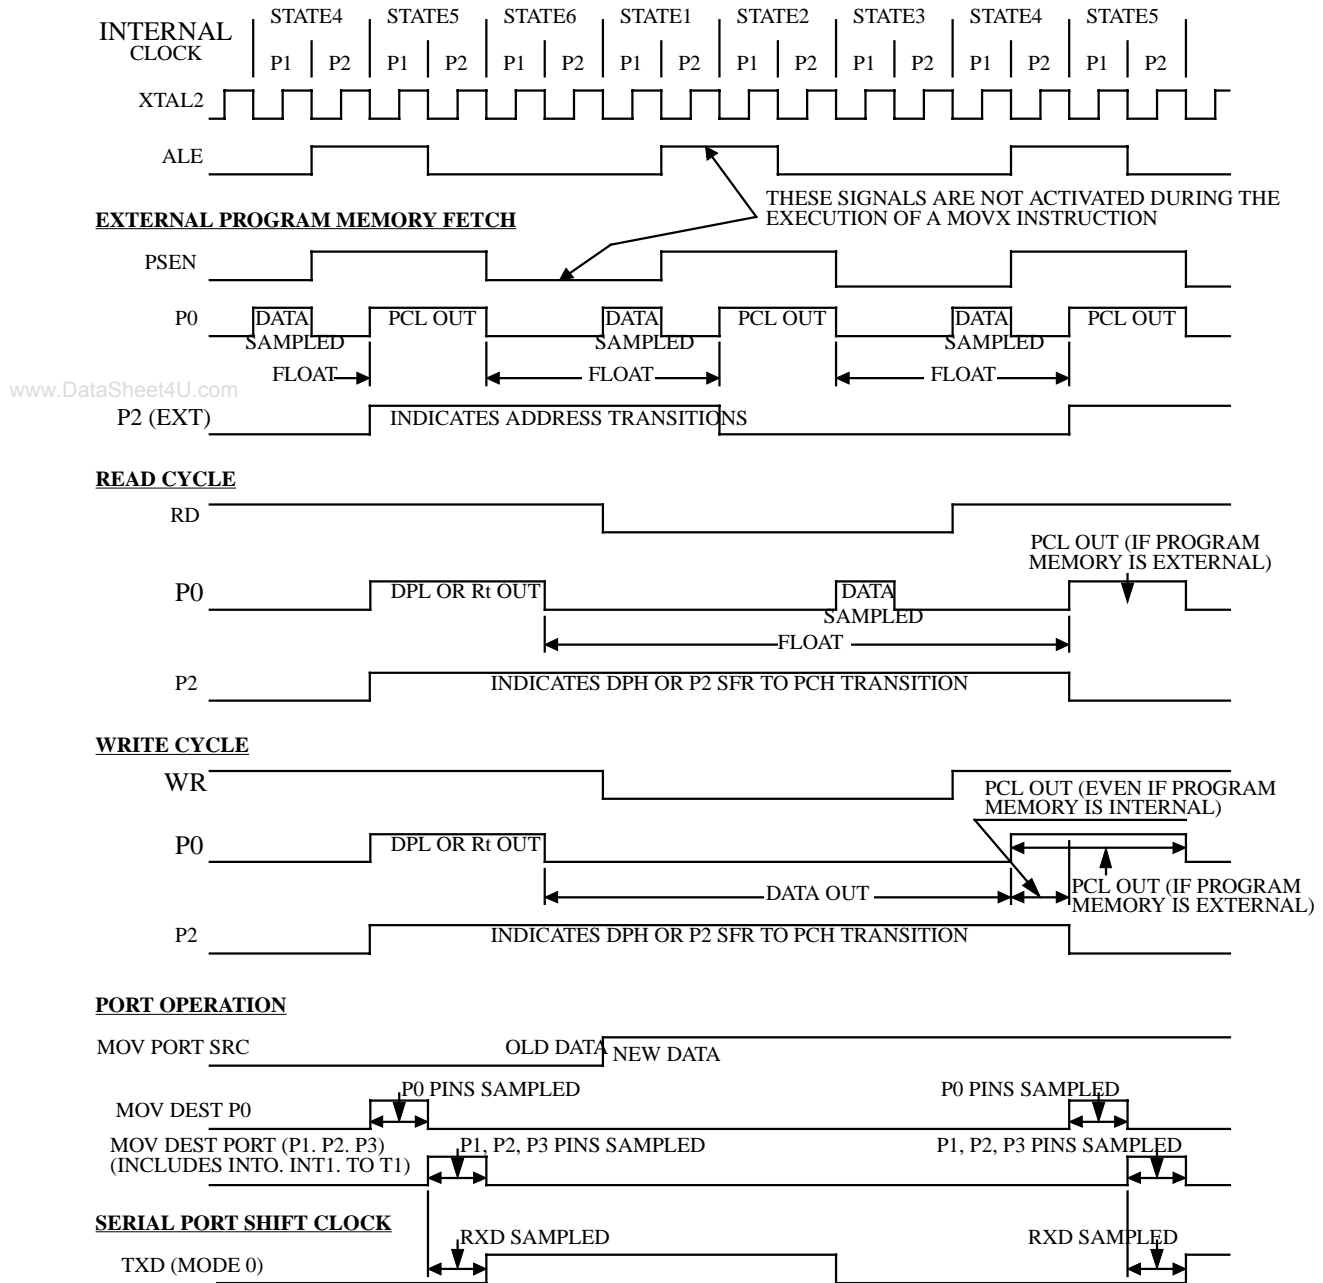 STATE4 STATE5 STATE6 STATE1 STATE2 STATE3 STATE4 STATE5
INTERNAL
CLOCK
P1 P2 P1 P2 P1 P2 P1 P2 P1 P2 P1 P2 P1 P2 P1 P2
XTAL2
ALE
THESE SIGNALS ARE NOT ACTIVATED DURING THE
EXECUTION OF A MOVX INSTRUCTION
EXTERNAL PROGRAM MEMORY FETCH
PSEN
P0 DATA PCL OUT DATA PCL OUT DATA PCL OUT
SAMPLED SAMPLED SAMPLED
FLOAT FLOAT FLOAT
www.DataSheet4U.com
P2 (EXT) INDICATES ADDRESS TRANSITIONS
READ CYCLE
RD
PCL OUT (IF PROGRAM
MEMORY IS EXTERNAL)
P0 DPL OR Rt OUT DATA
SAMPLED
FLOAT
P2 INDICATES DPH OR P2 SFR TO PCH TRANSITION
WRITE CYCLE
WR
PCL OUT (EVEN IF PROGRAM
MEMORY IS INTERNAL)
P0 DPL OR Rt OUT
DATA OUT
PCL OUT (IF PROGRAM
MEMORY IS EXTERNAL)
P2 INDICATES DPH OR P2 SFR TO PCH TRANSITION
PORT OPERATION
MOV PORT SRC OLD DATA NEW DATA
P0 PINS SAMPLED P0 PINS SAMPLED
MOV DEST P0
MOV DEST PORT (P1. P2. P3) P1, P2, P3 PINS SAMPLED P1, P2, P3 PINS SAMPLED
(INCLUDES INTO. INT1. TO T1)
SERIAL PORT SHIFT CLOCK
RXD SAMPLED RXD SAMPLED
TXD (MODE 0)